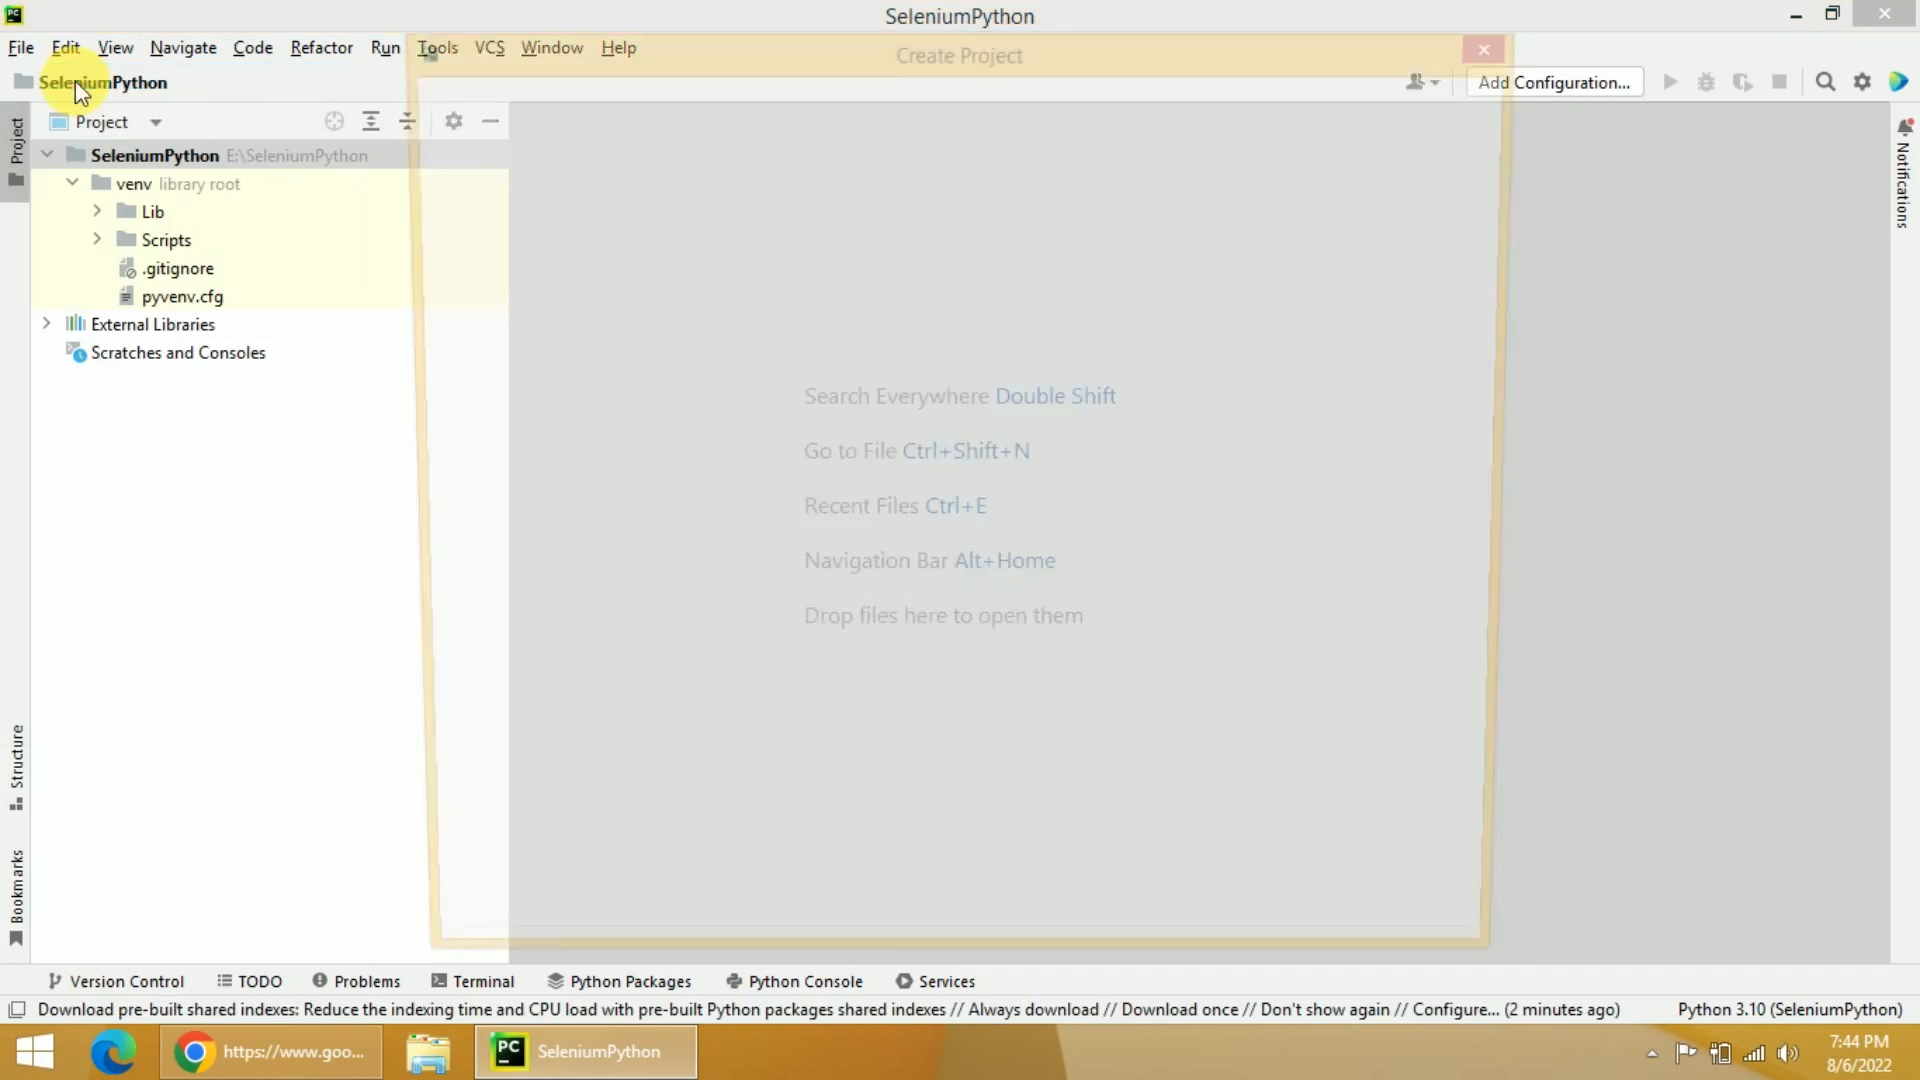 PC
SeleniumPython
File Edit View Navigate Code Refactor Run Tools VCS Window Help
Create Project
SeleniumPython
Add Configuration...
Project
SeleniumPython E:\SeleniumPython
venv library root
Lib
Scripts
.gitignore
pyvenv.cfg
External Libraries
Scratches and Consoles
Project
Structure
Bookmarks
Notifications
Search Everywhere Double Shift
Go to File Ctrl+Shift+N
Recent Files Ctrl+E
Navigation Bar Alt+Home
Drop files here to open them
Version Control TODO Problems Terminal Python Packages Python Console Services
Download pre-built shared indexes: Reduce the indexing time and CPU load with pre-built Python packages shared indexes // Always download // Download once // Don't show again // Configure... (2 minutes ago) Python 3.10 (SeleniumPython)
https://www.goo...
PC SeleniumPython
7:44 PM
8/6/2022